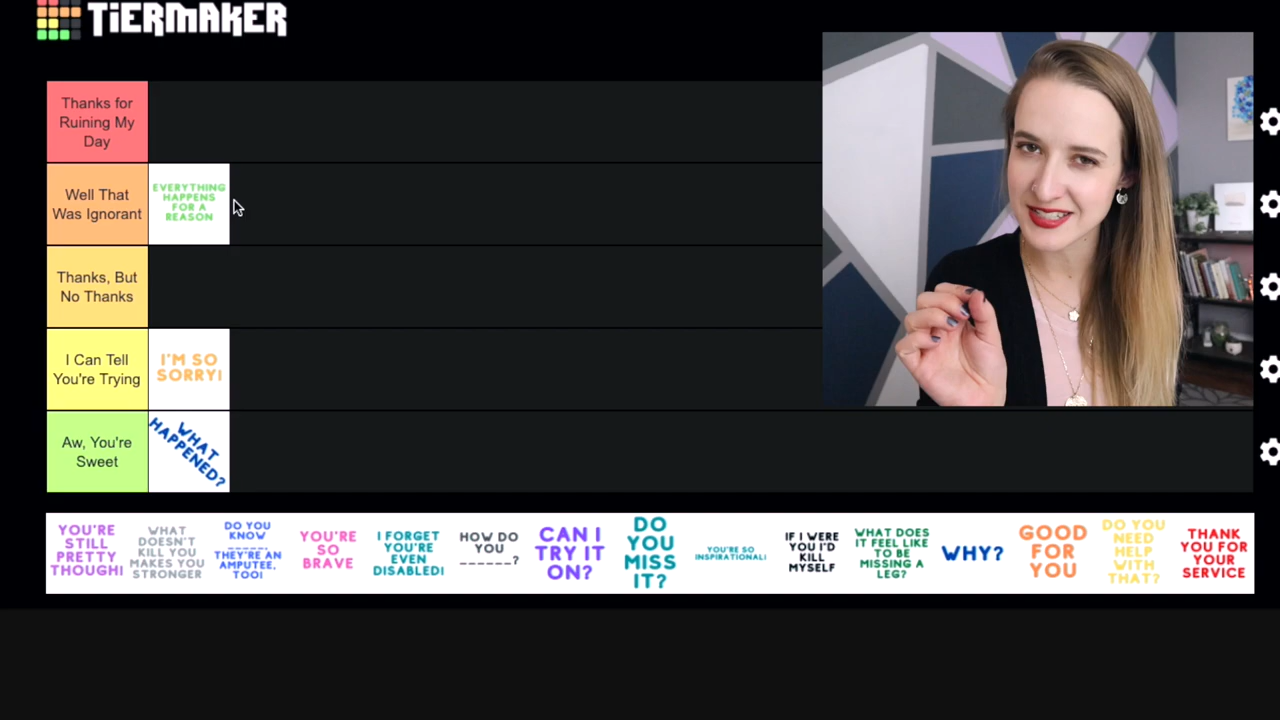 TiERMAKER
Thanks for
Ruining My
Day
Well That
Was Ignorant
EVERYTHING
HAPPENS
FOR A
REASON
Thanks, But
No Thanks
I Can Tell
You're Trying
I'M SO
SORRY!
Aw, You're
Sweet
WHAT
HAPPENED?
YOU'RE
STILL
PRETTY
THOUGH!
WHAT
DOESN'T
KILL YOU
MAKES YOU
STRONGER
DO YOU
KNOW
______
THEY'RE AN
AMPUTEE,
TOO!
YOU'RE
SO
BRAVE
I FORGET
YOU'RE
EVEN
DISABLED!
HOW DO
YOU
______?
CAN I
TRY IT
ON?
DO
YOU
MISS
IT?
YOU'RE SO
INSPIRATIONAL!
IF I WERE
YOU I'D
KILL
MYSELF
WHAT DOES
IT FEEL LIKE
TO BE
MISSING A
LEG?
WHY?
GOOD
FOR
YOU
DO YOU
NEED
HELP
WITH
THAT?
THANK
YOU FOR
YOUR
SERVICE